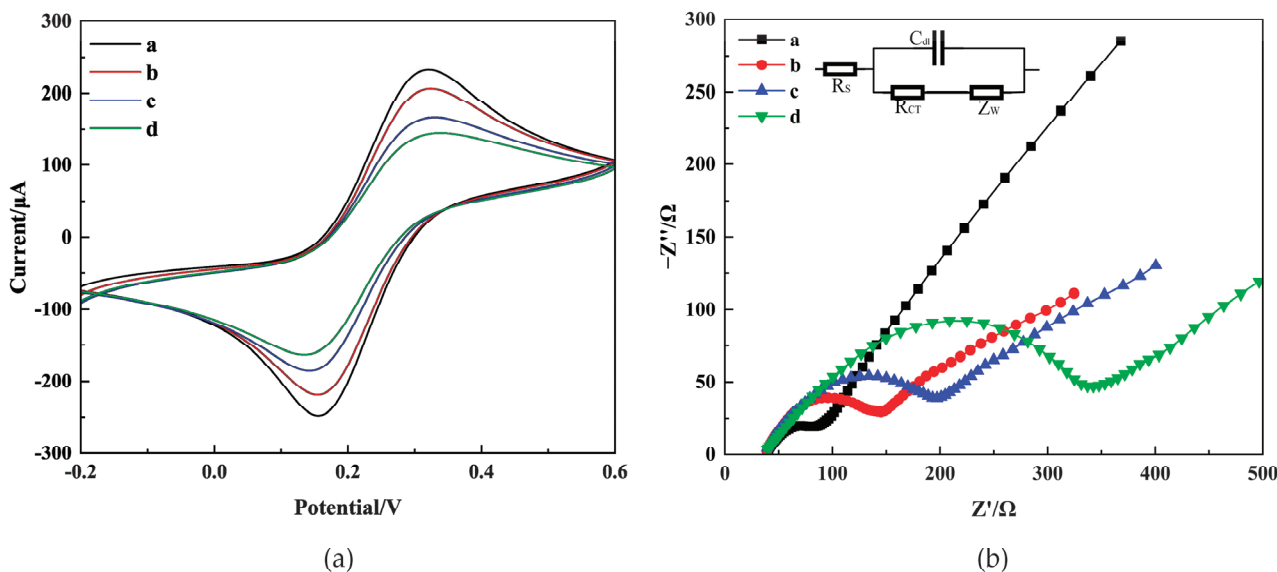 300
200
100
0
-100
-200
-300
-0.2 0.0 0.2 0.4 0.6
Current/μA
Potential/V
a
b
c
d
(a)
300
250
200
150
100
50
0
0 100 200 300 400 500
−Z''/Ω
Z'/Ω
a
b
c
d
Cdl
RS
RCT
ZW
(b)